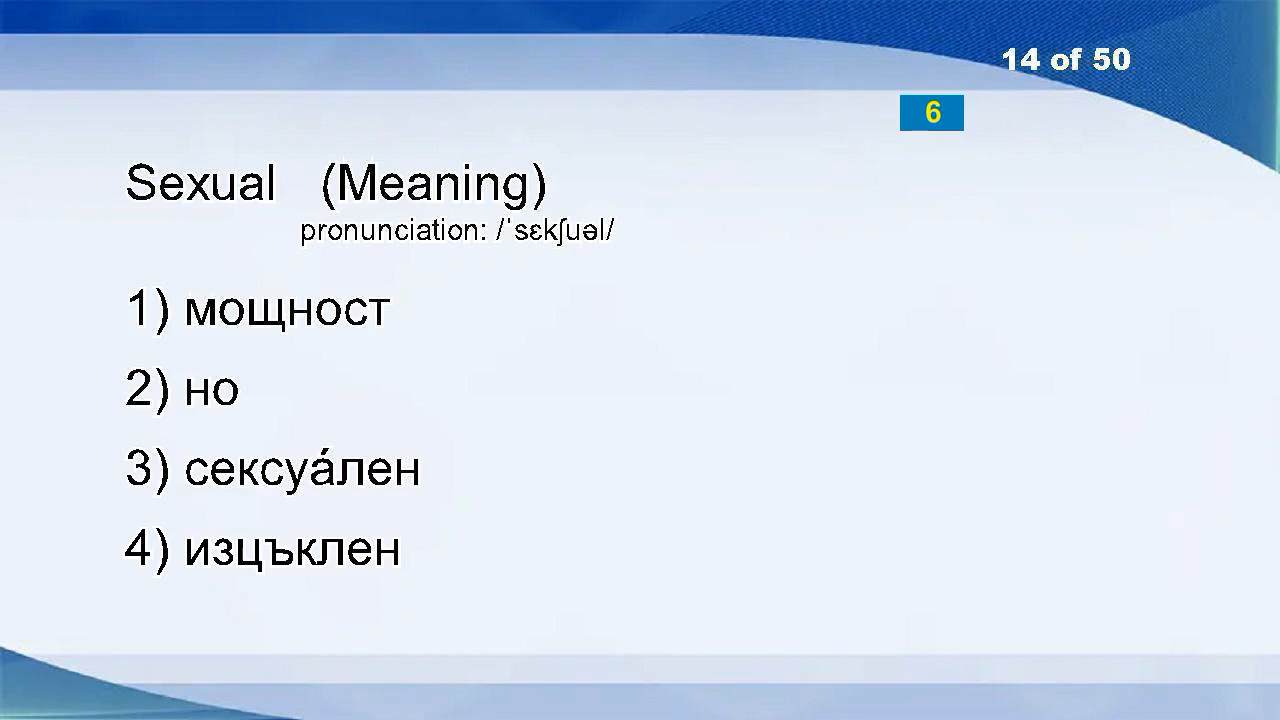 14 of 50
6
Sexual (Meaning)
pronunciation: /ˈsɛkʃuəl/
1) мощност
2) но
3) сексуа́лен
4) изцъклен